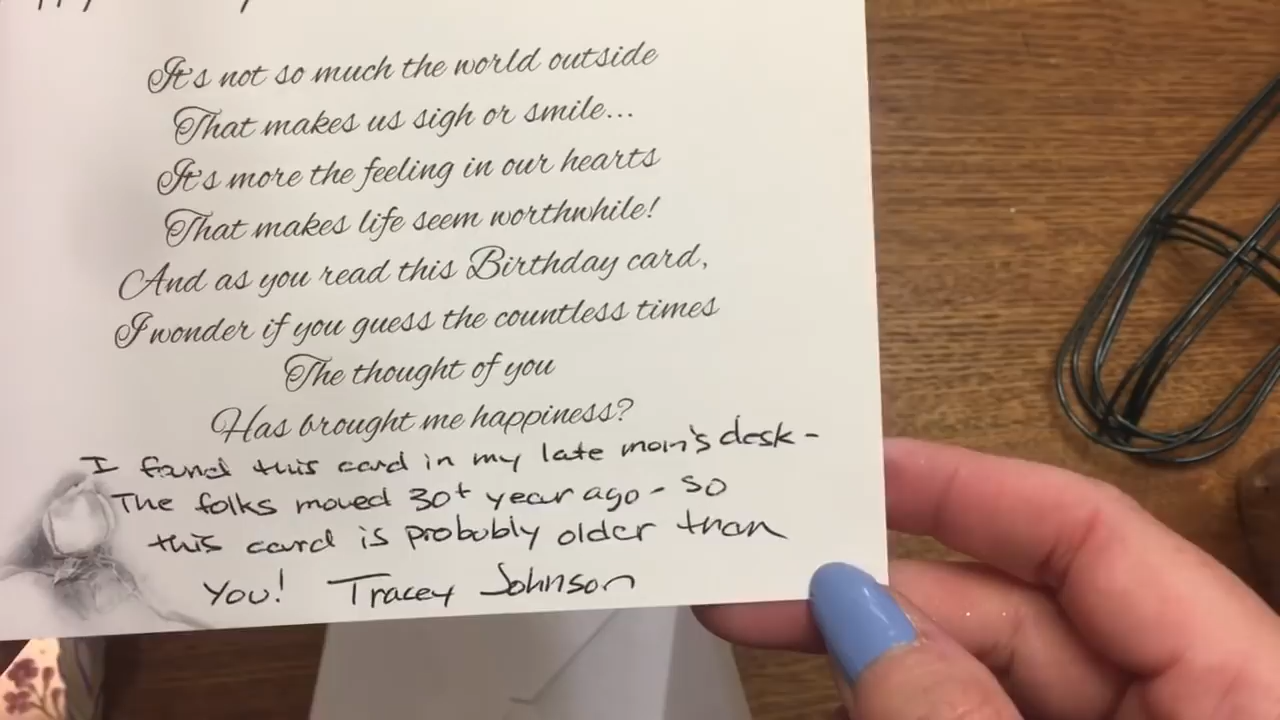 It's not so much the world outside
That makes us sigh or smile...
It's more the feeling in our hearts
That makes life seem worthwhile!
And as you read this Birthday card,
I wonder if you guess the countless times
The thought of you
Has brought me happiness?
I found this card in my late mom's desk -
The folks moved 30+ year ago - so
this card is probably older than
you! Tracey Johnson